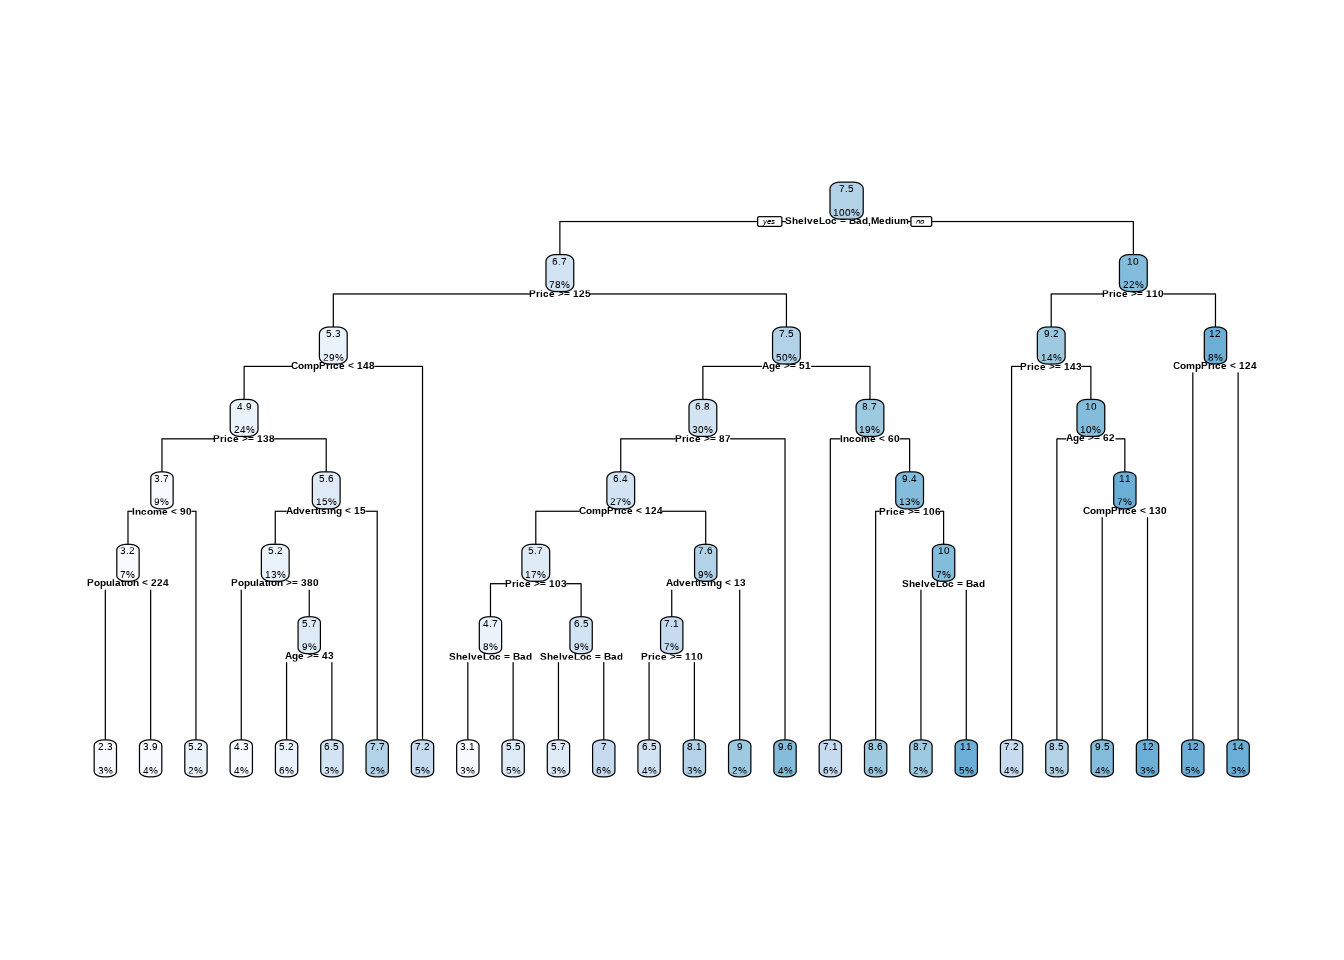 7.5
100%
yes ShelveLoc = Bad,Medium no
6.7 10
78% 22%
Price >= 125 Price >= 110
5.3 7.5 9.2 12
29% 50% 14% 8%
CompPrice < 148 Age >= 51 Price >= 143 CompPrice < 124
4.9 6.8 8.7 10
24% 30% 19% 10%
Price >= 138 Price >= 87 Income < 60 Age >= 62
3.7 5.6 6.4 9.4 11
9% 15% 27% 13% 7%
Income < 90 Advertising < 15 CompPrice < 124 Price >= 106 CompPrice < 130
3.2 5.2 5.7 7.6 10
7% 13% 17% 9% 7%
Population < 224 Population >= 380 Price >= 103 Advertising < 13 ShelveLoc = Bad
5.7 4.7 6.5 7.1
9% 8% 9% 7%
Age >= 43 ShelveLoc = Bad ShelveLoc = Bad Price >= 110
2.3 3.9 5.2 4.3 5.2 6.5 7.7 7.2 3.1 5.5 5.7 7 6.5 8.1 9 9.6 7.1 8.6 8.7 11 7.2 8.5 9.5 12 12 14
3% 4% 2% 4% 6% 3% 2% 5% 3% 5% 3% 6% 4% 3% 2% 4% 6% 6% 2% 5% 4% 3% 4% 3% 5% 3%